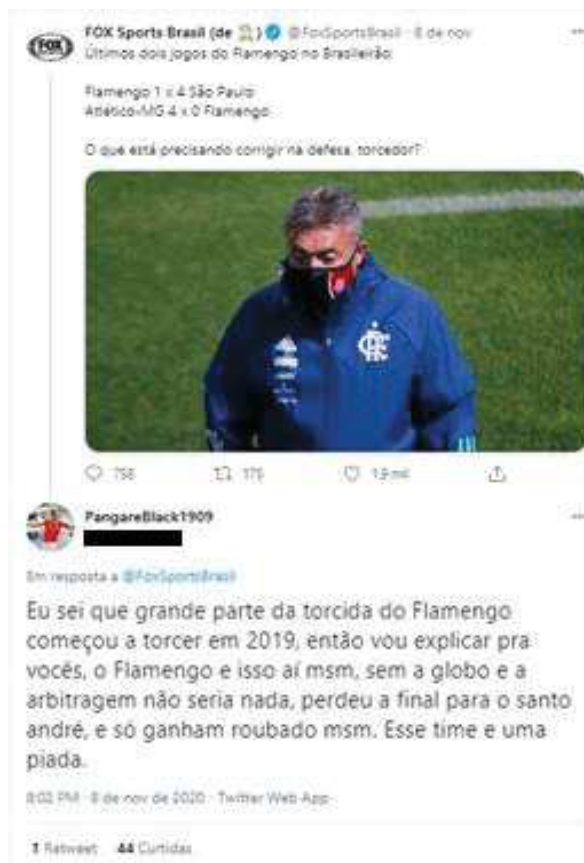 FOX Sports Brasil (de 🏠) @FoxSportsBrasil · 8 de nov
Últimos dois jogos do Flamengo no Brasileirão:
Flamengo 1 x 4 São Paulo
Atlético-MG 4 x 0 Flamengo
O que está precisando corrigir na defesa, torcedor?
758 175 1,9 mil
PangareBlack1909
Em resposta a @FoxSportsBrasil
Eu sei que grande parte da torcida do Flamengo
começou a torcer em 2019, então vou explicar pra
vocês, o Flamengo e isso aí msm, sem a globo e a
arbitragem não seria nada, perdeu a final para o santo
andré, e só ganham roubado msm. Esse time e uma
piada.
8:02 PM · 8 de nov de 2020 · Twitter Web App
1 Retweet 44 Curtidas